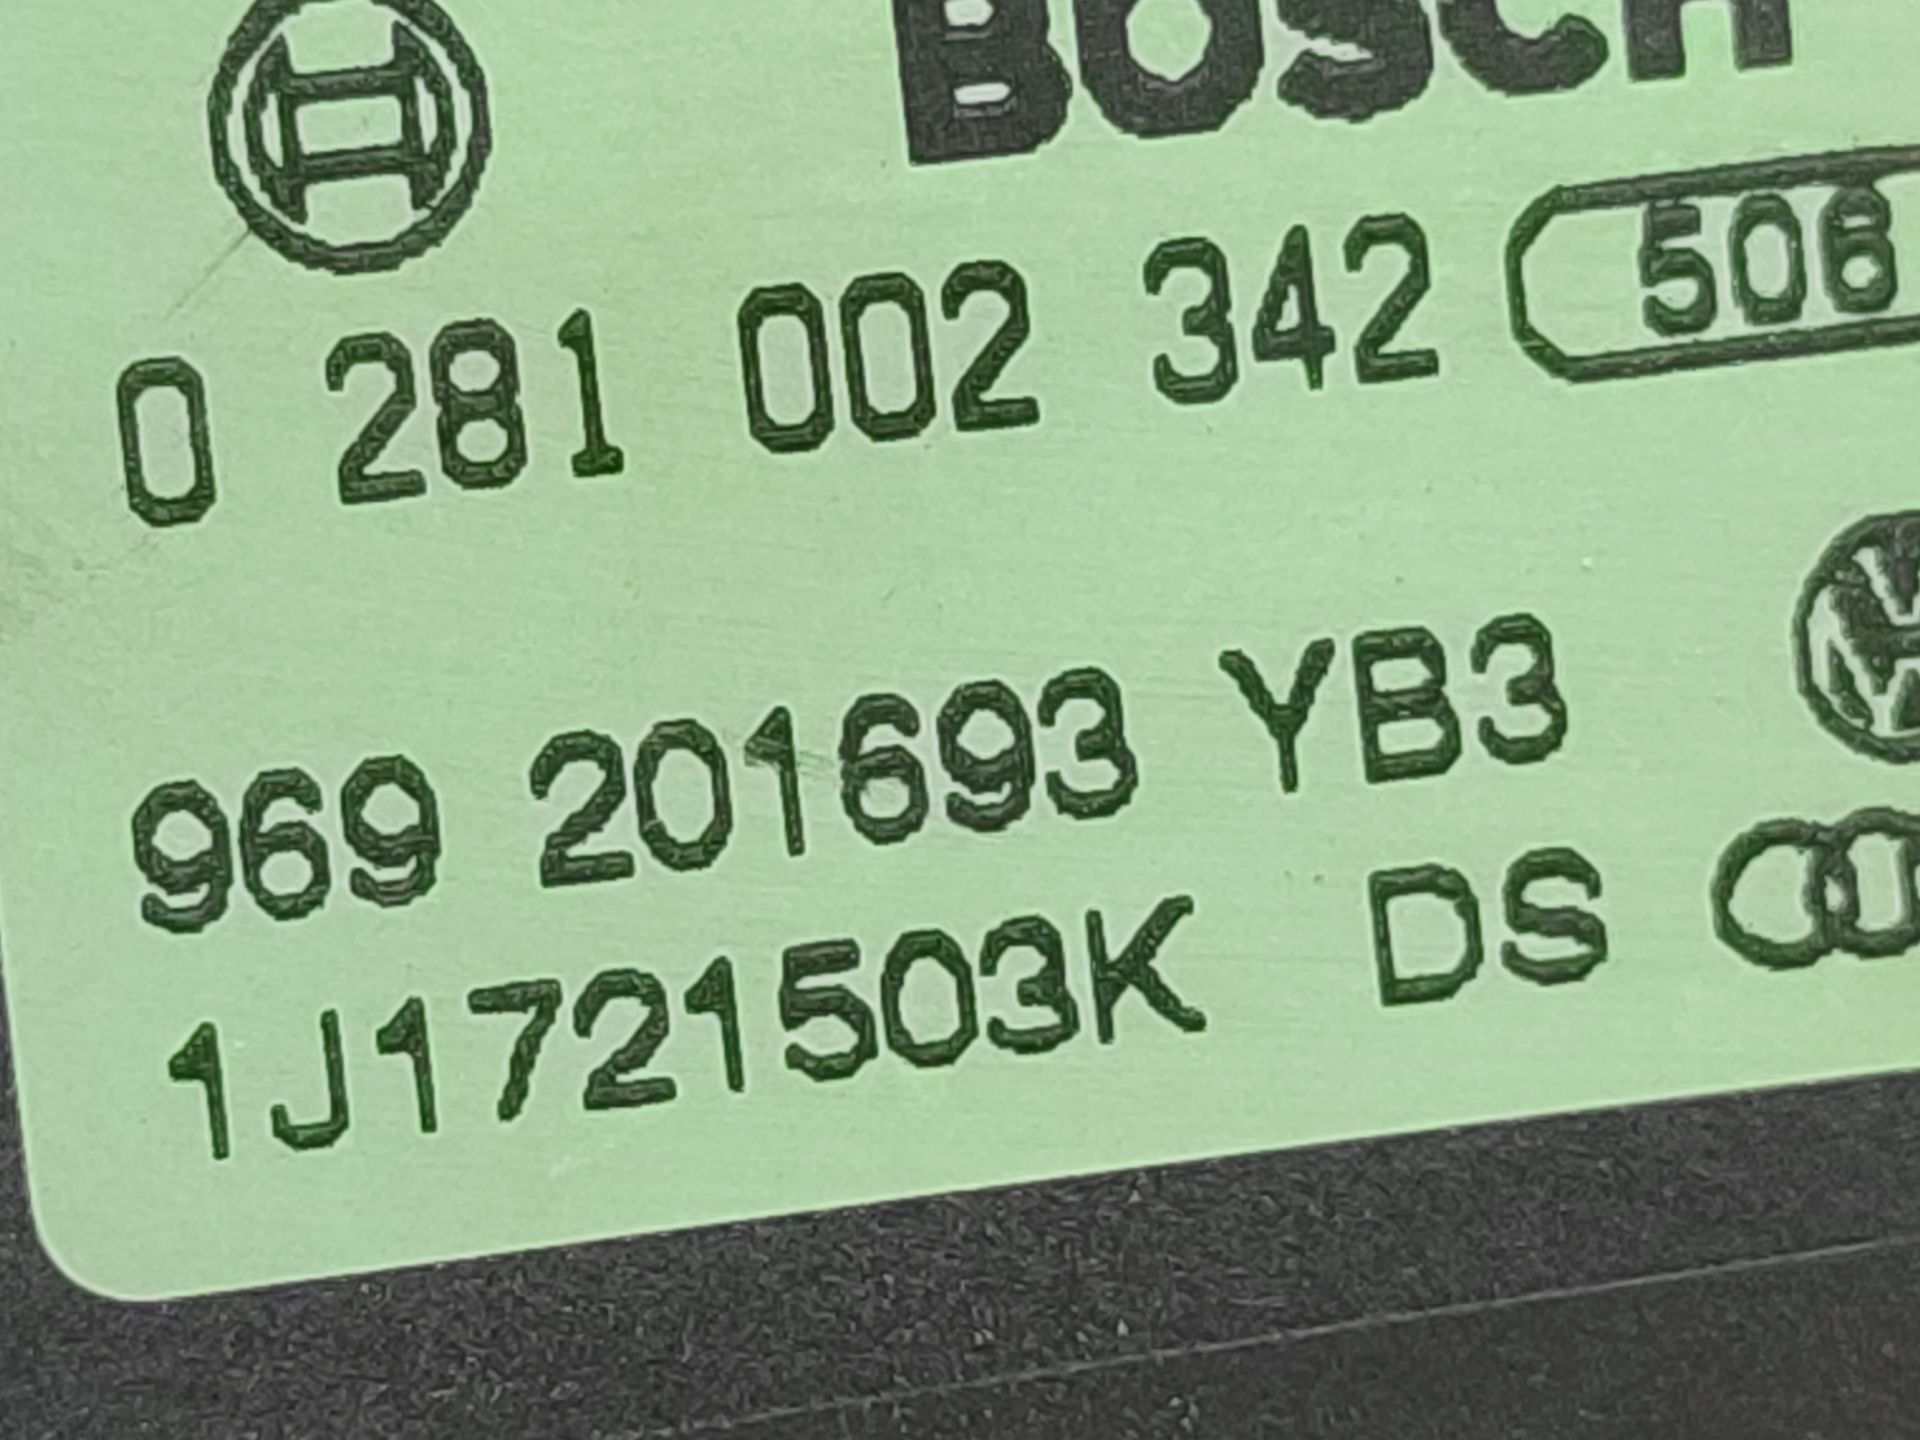 BOSCH
0 281 002 342 506
969 201693 YB3
1J1721503K DS